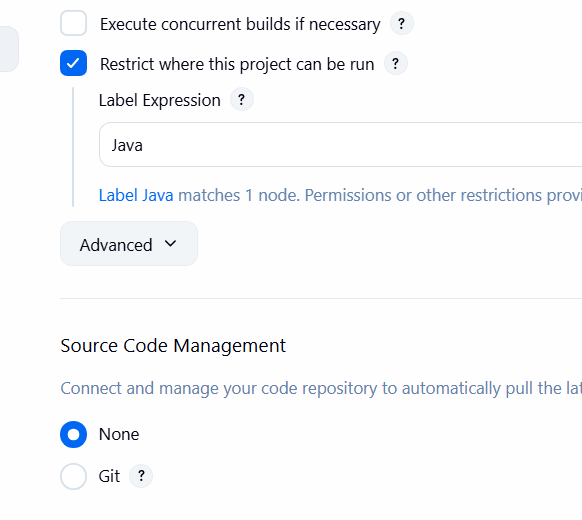 Execute concurrent builds if necessary ?
Restrict where this project can be run ?
Label Expression ?
Java
Label Java matches 1 node. Permissions or other restrictions provi
Advanced
Source Code Management
Connect and manage your code repository to automatically pull the lat
None
Git ?